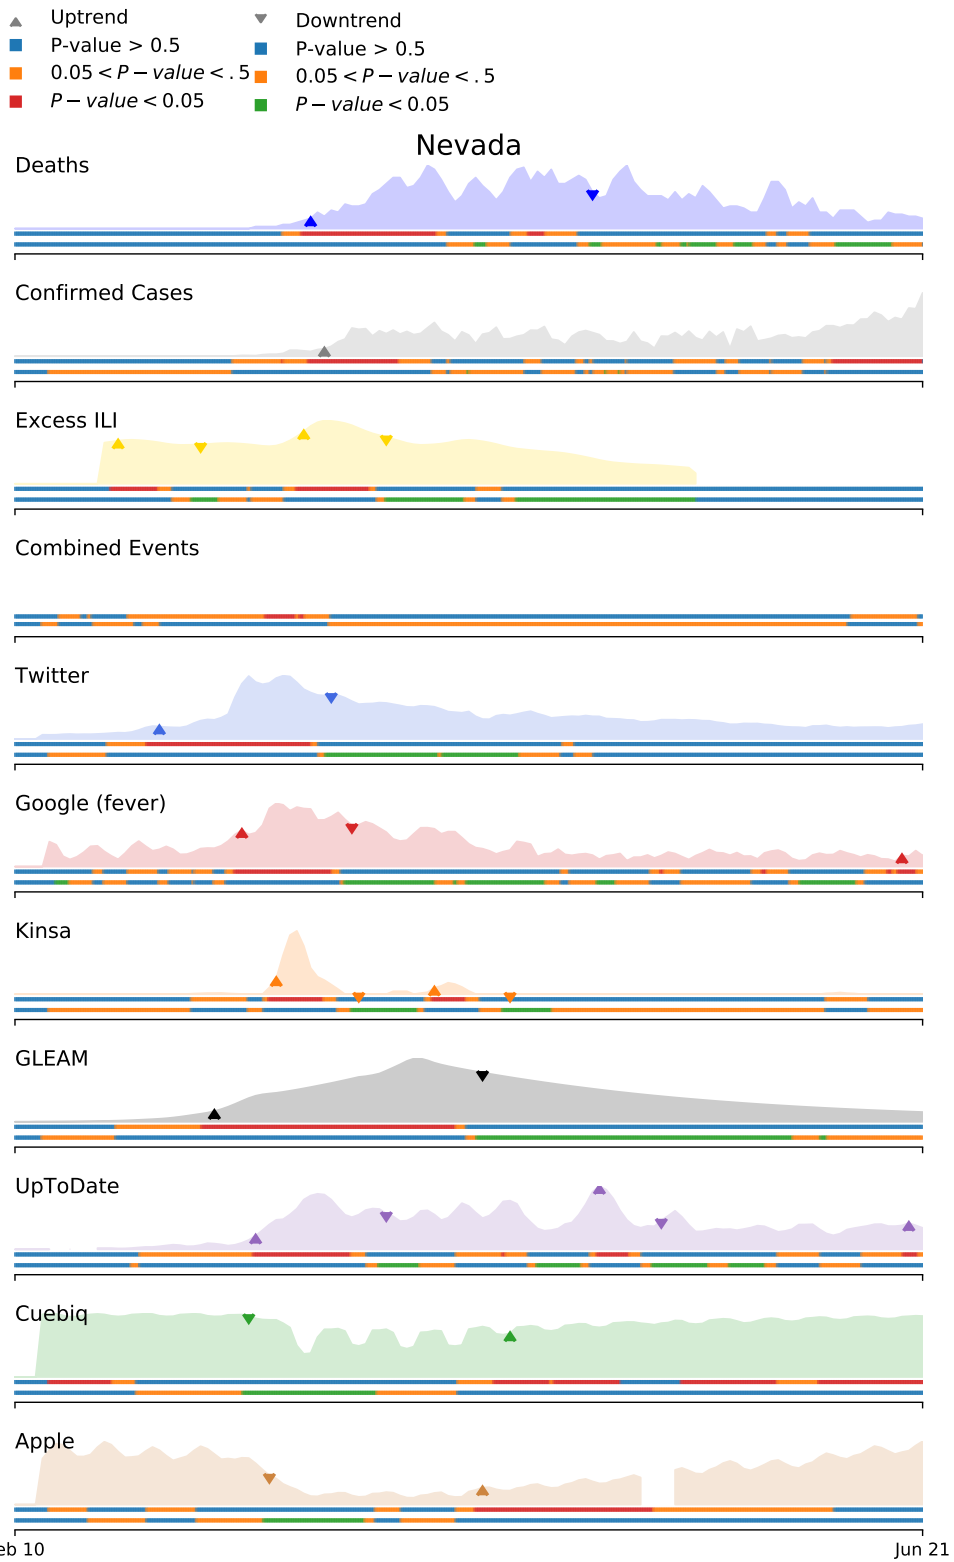 Uptrend
P-value > 0.5
0.05 < P − value < .5
P − value < 0.05
Downtrend
P-value > 0.5
0.05 < P − value < .5
P − value < 0.05
Nevada
Deaths
Confirmed Cases
Excess ILI
Combined Events
Twitter
Google (fever)
Kinsa
GLEAM
UpToDate
Cuebiq
Apple
eb 10
Jun 21